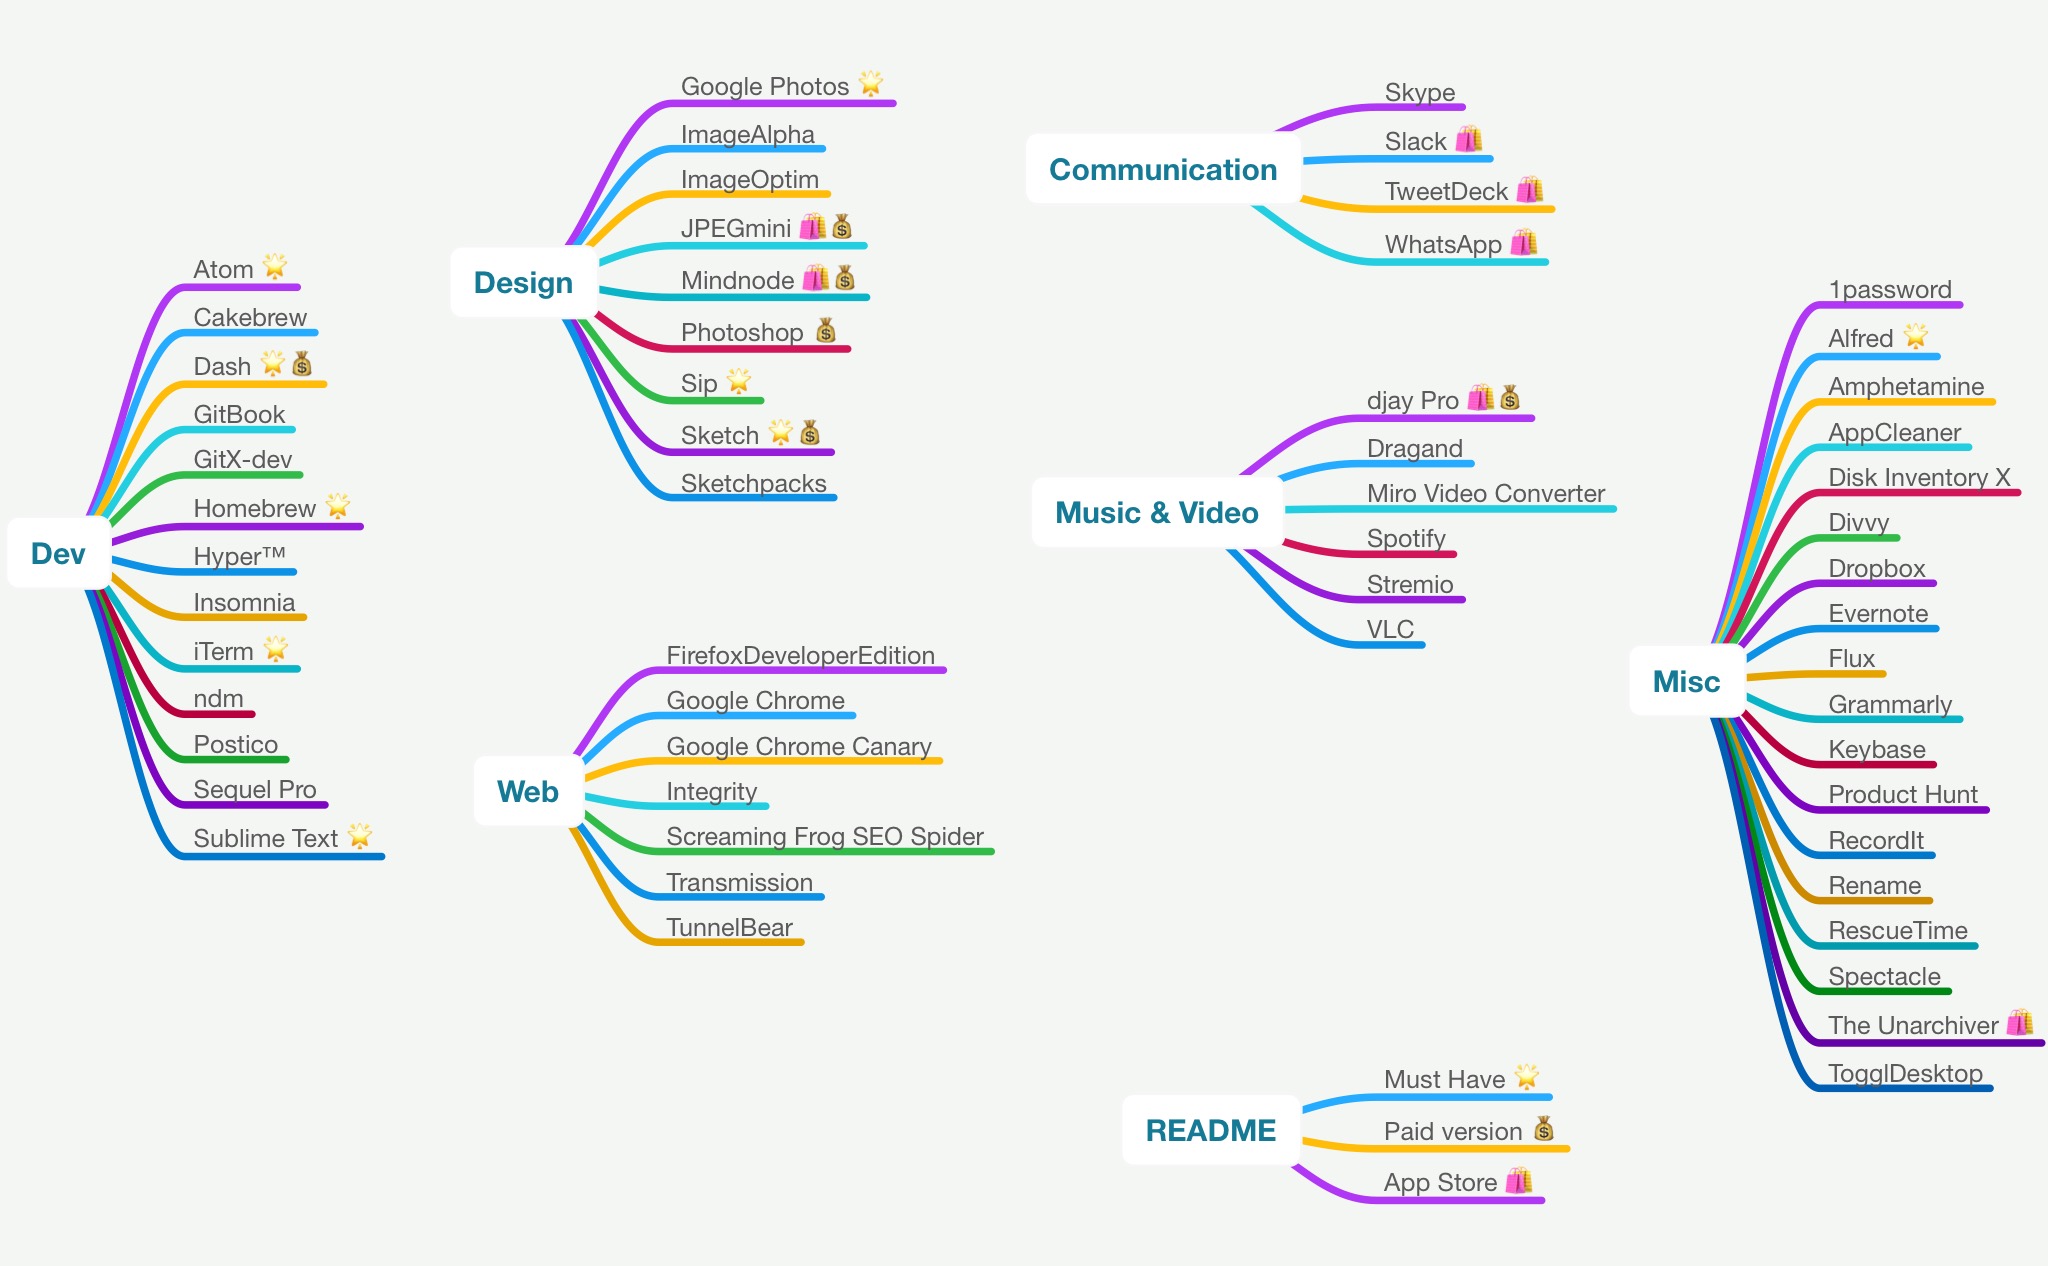 Dev
Atom 🌟
Cakebrew
Dash 🌟💰
GitBook
GitX-dev
Homebrew 🌟
Hyper™
Insomnia
iTerm 🌟
ndm
Postico
Sequel Pro
Sublime Text 🌟
Design
Google Photos 🌟
ImageAlpha
ImageOptim
JPEGmini 🛍💰
Mindnode 🛍💰
Photoshop 💰
Sip 🌟
Sketch 🌟💰
Sketchpacks
Web
FirefoxDeveloperEdition
Google Chrome
Google Chrome Canary
Integrity
Screaming Frog SEO Spider
Transmission
TunnelBear
Communication
Skype
Slack 🛍
TweetDeck 🛍
WhatsApp 🛍
Music & Video
djay Pro 🛍💰
Dragand
Miro Video Converter
Spotify
Stremio
VLC
README
Must Have 🌟
Paid version 💰
App Store 🛍
Misc
1password
Alfred 🌟
Amphetamine
AppCleaner
Disk Inventory X
Divvy
Dropbox
Evernote
Flux
Grammarly
Keybase
Product Hunt
RecordIt
Rename
RescueTime
Spectacle
The Unarchiver 🛍
TogglDesktop